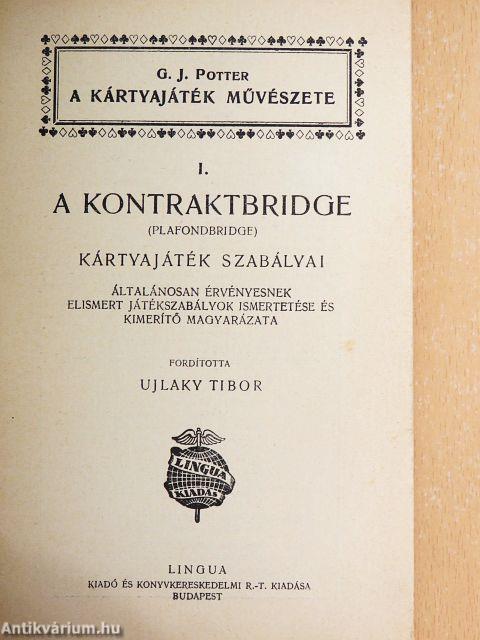 G. J. POTTER
A KÁRTYAJÁTÉK MŰVÉSZETE
I.
A KONTRAKTBRIDGE
(PLAFONDBRIDGE)
KÁRTYAJÁTÉK SZABÁLYAI
ÁLTALÁNOSAN ÉRVÉNYESNEK
ELISMERT JÁTÉKSZABÁLYOK ISMERTETÉSE ÉS
KIMERÍTŐ MAGYARÁZATA
FORDÍTOTTA
UJLAKY TIBOR
LINGUA
KIADÁS
LINGUA
KIADÓ ÉS KONYVKERESKEDELMI R.-T. KIADÁSA
BUDAPEST
Antikvárium.hu